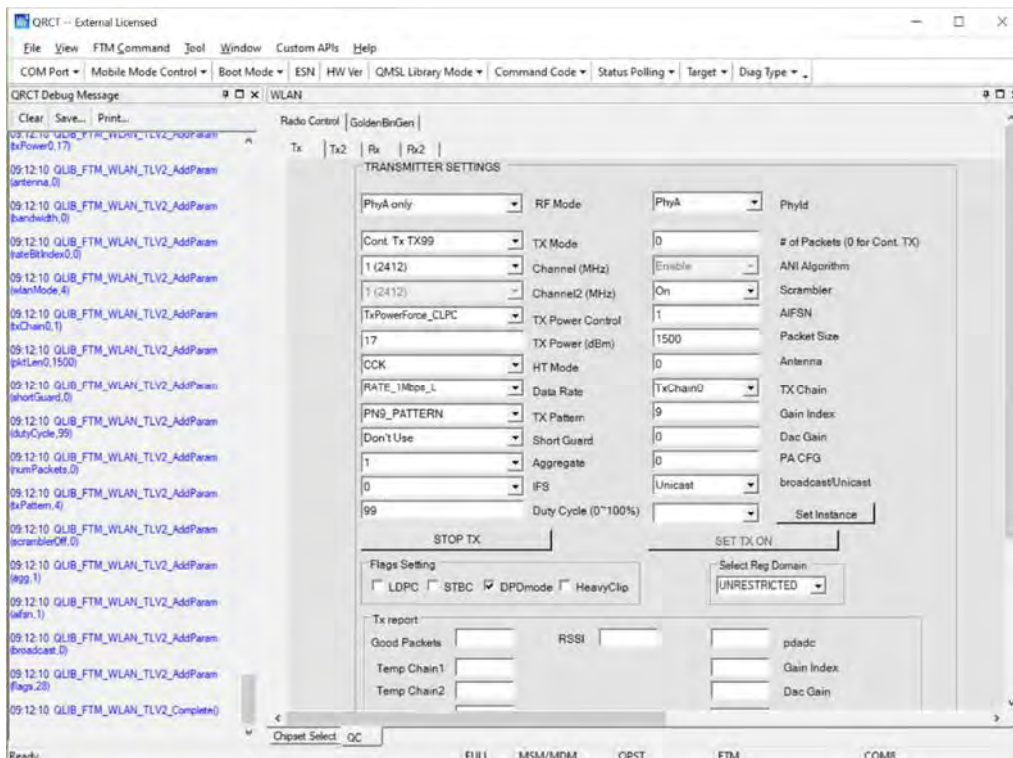 QRCT -- External Licensed
File View FTM Command Tool Window Custom APIs Help
COM Port Mobile Mode Control Boot Mode ESN HW Ver QMSL Library Mode Command Code Status Polling Target Diag Type
QRCT Debug Message
WLAN
Clear Save... Print...
Radio Control GoldenBinGen
Tx Tx2 Rx Rx2
09:12:10 QLIB_FTM_WLAN_TLV2_AddParam
(txPower0,17)
09:12:10 QLIB_FTM_WLAN_TLV2_AddParam
(antenna,0)
09:12:10 QLIB_FTM_WLAN_TLV2_AddParam
(bandwidth,0)
09:12:10 QLIB_FTM_WLAN_TLV2_AddParam
(rateBitIndex0,0)
09:12:10 QLIB_FTM_WLAN_TLV2_AddParam
(wlanMode,4)
09:12:10 QLIB_FTM_WLAN_TLV2_AddParam
(txChain0,1)
09:12:10 QLIB_FTM_WLAN_TLV2_AddParam
(pktLen0,1500)
09:12:10 QLIB_FTM_WLAN_TLV2_AddParam
(shortGuard,0)
09:12:10 QLIB_FTM_WLAN_TLV2_AddParam
(dutyCycle,99)
09:12:10 QLIB_FTM_WLAN_TLV2_AddParam
(numPackets,0)
09:12:10 QLIB_FTM_WLAN_TLV2_AddParam
(txPattern,4)
09:12:10 QLIB_FTM_WLAN_TLV2_AddParam
(scramblerOff,0)
09:12:10 QLIB_FTM_WLAN_TLV2_AddParam
(agg,1)
09:12:10 QLIB_FTM_WLAN_TLV2_AddParam
(aifsn,1)
09:12:10 QLIB_FTM_WLAN_TLV2_AddParam
(broadcast,0)
09:12:10 QLIB_FTM_WLAN_TLV2_AddParam
(flags,28)
09:12:10 QLIB_FTM_WLAN_TLV2_Complete()
TRANSMITTER SETTINGS
PhyA only RF Mode PhyA PhyId
Cont. Tx TX99 TX Mode 0 # of Packets (0 for Cont. TX)
1 (2412) Channel (MHz) Enable ANI Algorithm
1 (2412) Channel2 (MHz) On Scrambler
TxPowerForce_CLPC TX Power Control 1 AIFSN
17 TX Power (dBm) 1500 Packet Size
CCK HT Mode 0 Antenna
RATE_1Mbps_L Data Rate TxChain0 TX Chain
PN9_PATTERN TX Pattern 9 Gain Index
Don't Use Short Guard 0 Dac Gain
1 Aggregate 0 PA CFG
0 IFS Unicast broadcast/Unicast
99 Duty Cycle (0~100%) Set Instance
STOP TX SET TX ON
Flags Setting Select Reg Domain
LDPC STBC DPDmode HeavyClip UNRESTRICTED
Tx report
Good Packets RSSI pdadc
Temp Chain1 Gain Index
Temp Chain2 Dac Gain
Chipset Select QC
Ready FULL MSM/MDM QPST FTM COM8